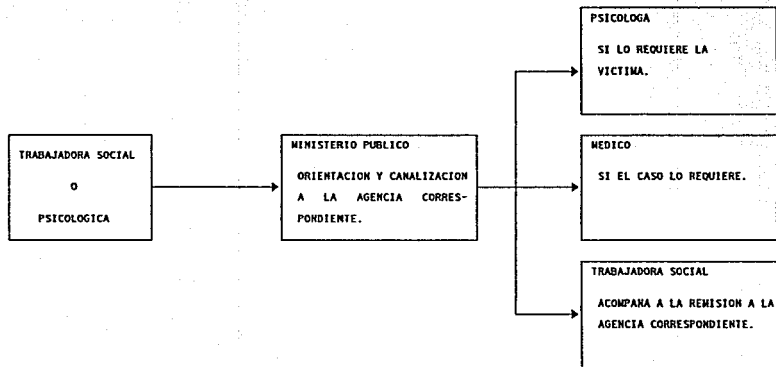 TRABAJADORA SOCIAL
O
PSICOLOGICA
MINISTERIO PUBLICO
ORIENTACION Y CANALIZACION
A LA AGENCIA CORRES-
PONDIENTE.
PSICOLOGA
SI LO REQUIERE LA
VICTIMA.
MEDICO
SI EL CASO LO REQUIERE.
TRABAJADORA SOCIAL
ACOMPAÑA A LA REMISION A LA
AGENCIA CORRESPONDIENTE.